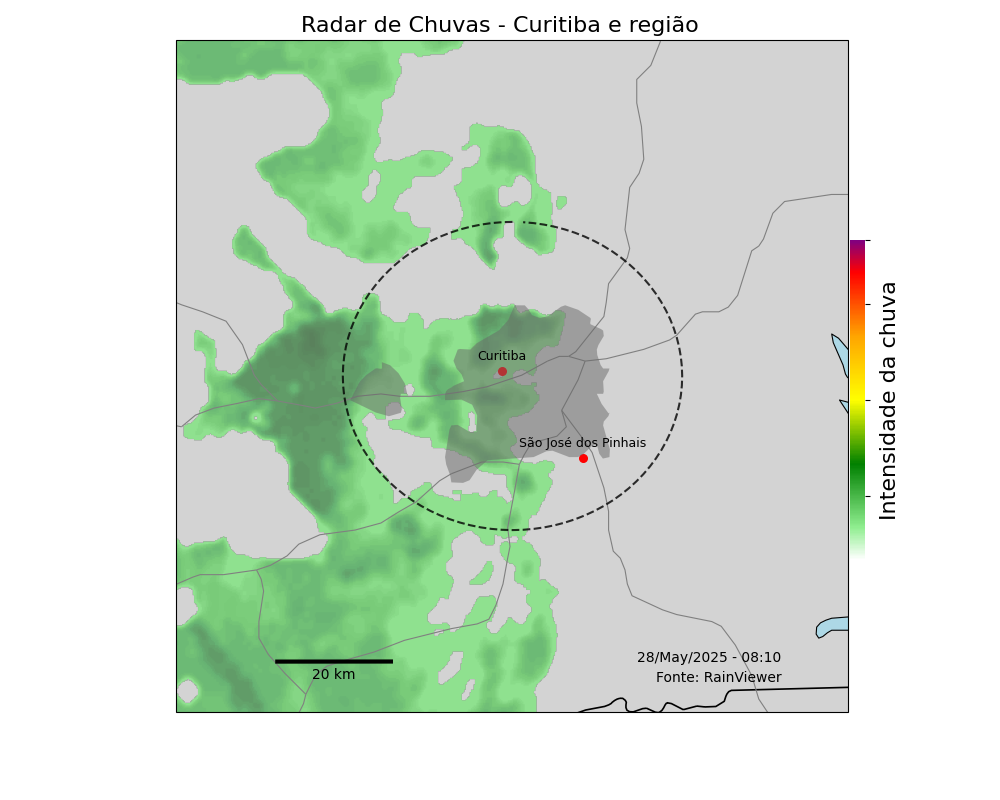 Radar de Chuvas - Curitiba e região
Curitiba
São José dos Pinhais
Intensidade da chuva
28/May/2025 - 08:10
Fonte: RainViewer
20 km